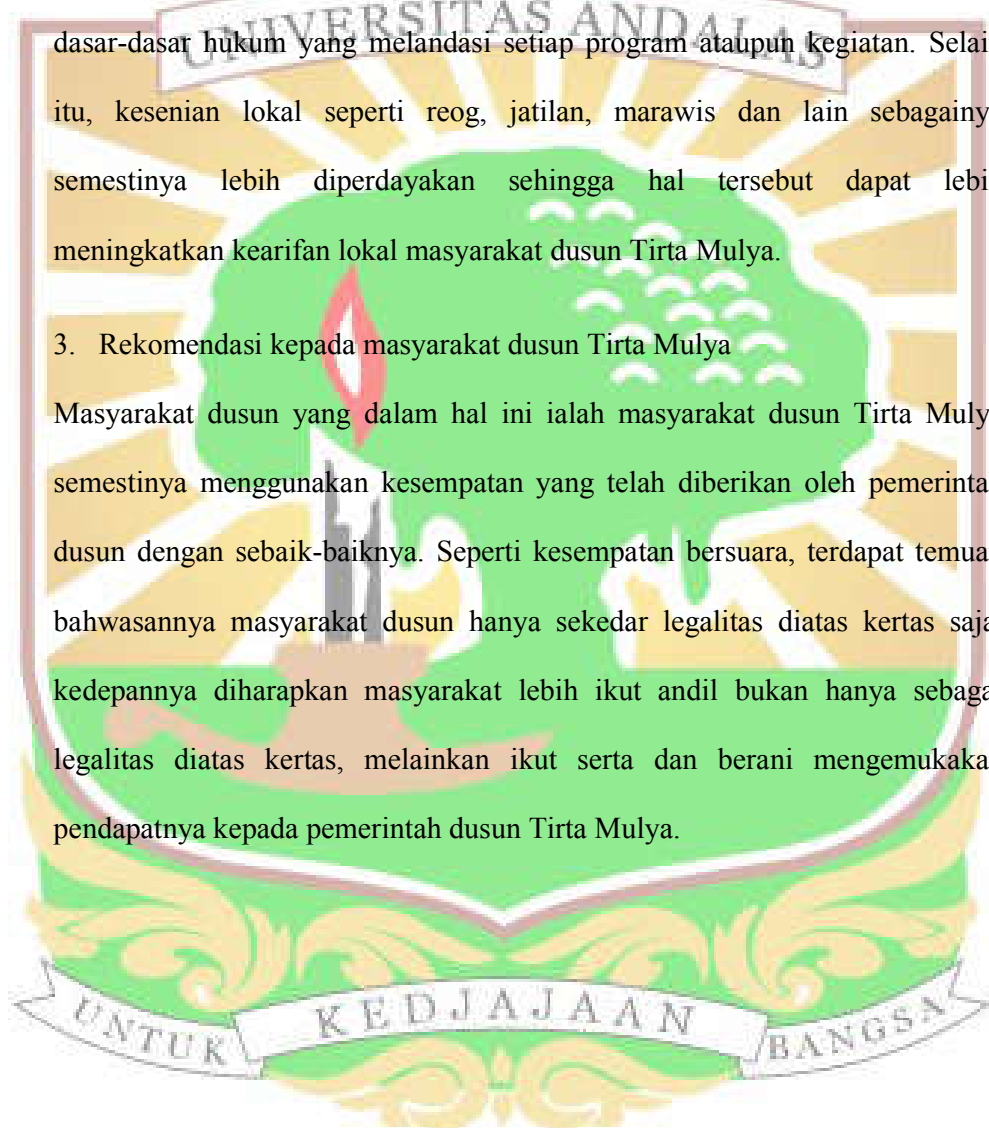 UNIVERSITAS ANDALAS
dasar-dasar hukum yang melandasi setiap program ataupun kegiatan. Selai
itu, kesenian lokal seperti reog, jatilan, marawis dan lain sebagainy
semestinya lebih diperdayakan sehingga hal tersebut dapat lebi
meningkatkan kearifan lokal masyarakat dusun Tirta Mulya.
3. Rekomendasi kepada masyarakat dusun Tirta Mulya
Masyarakat dusun yang dalam hal ini ialah masyarakat dusun Tirta Muly
semestinya menggunakan kesempatan yang telah diberikan oleh pemerinta
dusun dengan sebaik-baiknya. Seperti kesempatan bersuara, terdapat temua
bahwasannya masyarakat dusun hanya sekedar legalitas diatas kertas saja
kedepannya diharapkan masyarakat lebih ikut andil bukan hanya sebaga
legalitas diatas kertas, melainkan ikut serta dan berani mengemukaka
pendapatnya kepada pemerintah dusun Tirta Mulya.
UNTUK KEDJAJAAN BANGSA